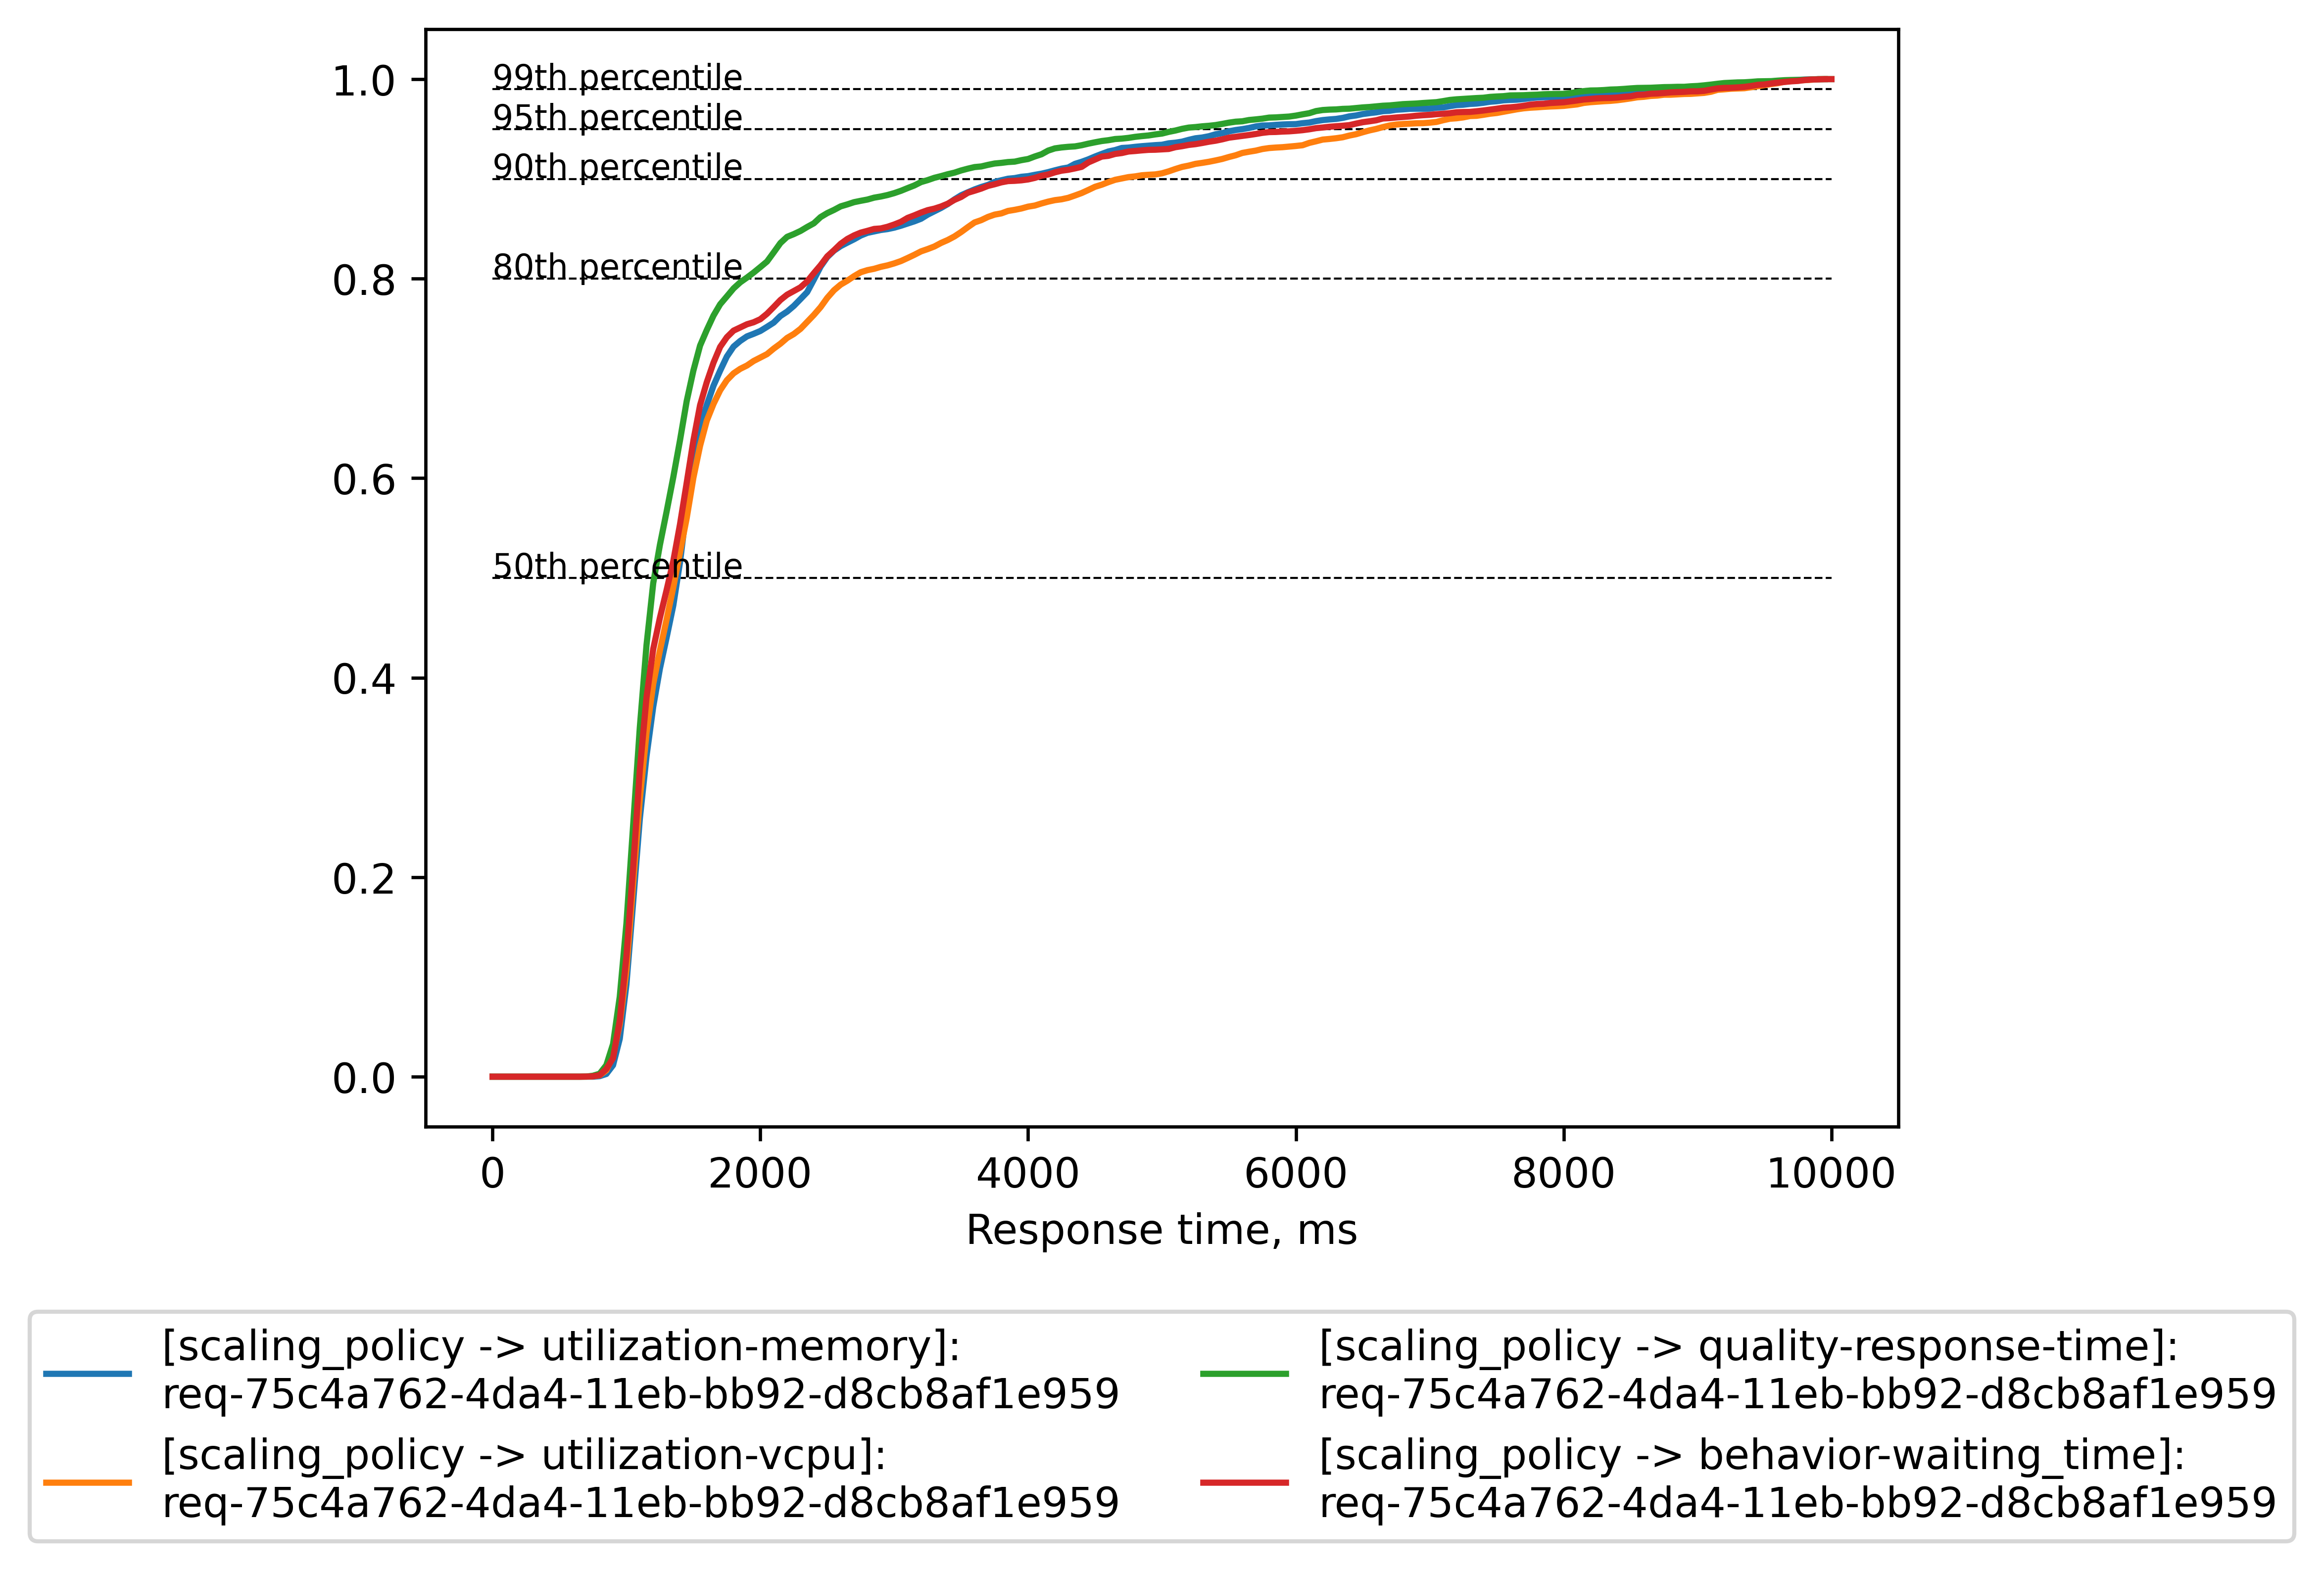 1.0
0.8
0.6
0.4
0.2
0.0
99th percentile
95th percentile
90th percentile
80th percentile
50th percentile
0 2000 4000 6000 8000 10000
Response time, ms
[scaling_policy -> utilization-memory]:
req-75c4a762-4da4-11eb-bb92-d8cb8af1e959
[scaling_policy -> utilization-vcpu]:
req-75c4a762-4da4-11eb-bb92-d8cb8af1e959
[scaling_policy -> quality-response-time]:
req-75c4a762-4da4-11eb-bb92-d8cb8af1e959
[scaling_policy -> behavior-waiting_time]:
req-75c4a762-4da4-11eb-bb92-d8cb8af1e959